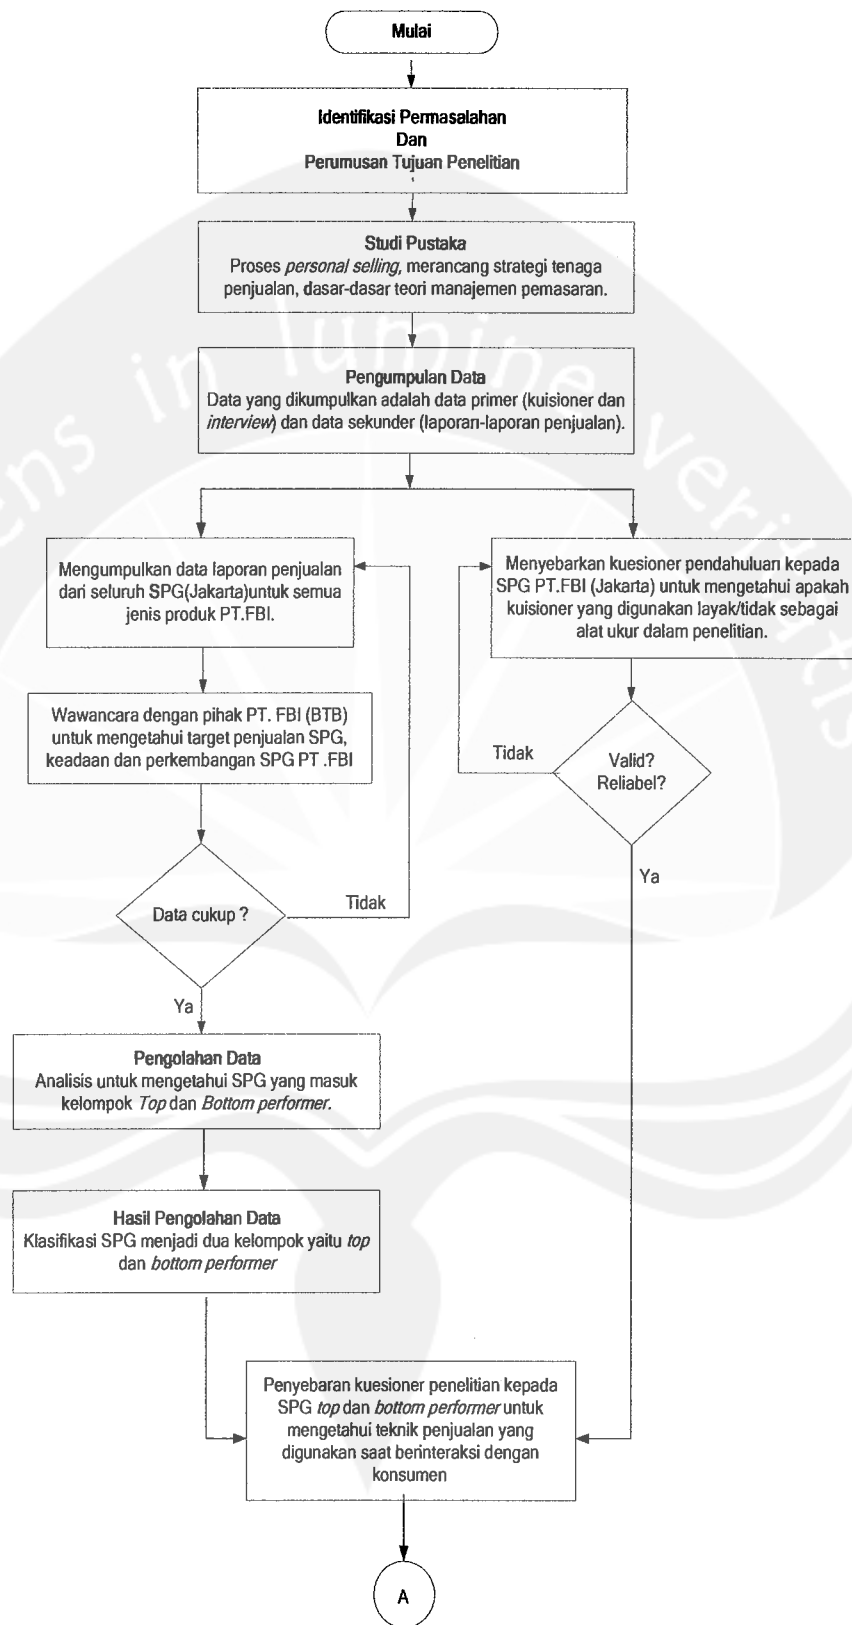 Mulai
Identifikasi Permasalahan
Dan
Perumusan Tujuan Penelitian
Studi Pustaka
Proses personal selling, merancang strategi tenaga
penjualan, dasar-dasar teori manajemen pemasaran.
Pengumpulan Data
Data yang dikumpulkan adalah data primer (kuisioner dan
interview) dan data sekunder (laporan-laporan penjualan).
Mengumpulkan data laporan penjualan
dari seluruh SPG(Jakarta)untuk semua
jenis produk PT.FBI.
Menyebarkan kuesioner pendahuluan kepada
SPG PT.FBI (Jakarta) untuk mengetahui apakah
kuisioner yang digunakan layak/tidak sebagai
alat ukur dalam penelitian.
Wawancara dengan pihak PT. FBI (BTB)
untuk mengetahui target penjualan SPG,
keadaan dan perkembangan SPG PT .FBI
Tidak
Valid?
Reliabel?
Ya
Data cukup ?
Tidak
Ya
Pengolahan Data
Analisis untuk mengetahui SPG yang masuk
kelompok Top dan Bottom performer.
Hasil Pengolahan Data
Klasifikasi SPG menjadi dua kelompok yaitu top
dan bottom performer
Penyebaran kuesioner penelitian kepada
SPG top dan bottom performer untuk
mengetahui teknik penjualan yang
digunakan saat berinteraksi dengan
konsumen
A
ens in lumine veritatis